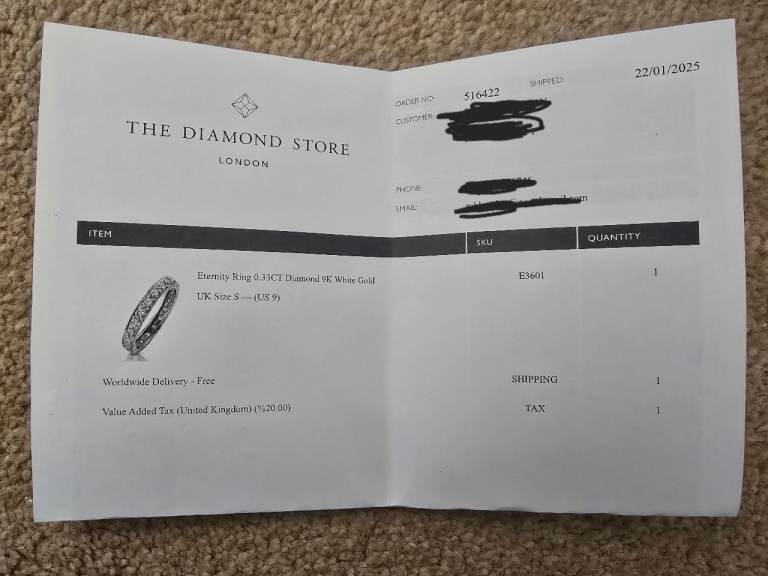 THE DIAMOND STORE
LONDON
ORDER NO: 516422
SHIPPED: 22/01/2025
CUSTOMER:
PHONE:
EMAIL:
ITEM SKU QUANTITY
Eternity Ring 0.33CT Diamond 9K White Gold E3601 1
UK Size S --- (US 9)
Worldwide Delivery - Free SHIPPING 1
Value Added Tax (United Kingdom) (%20.00) TAX 1